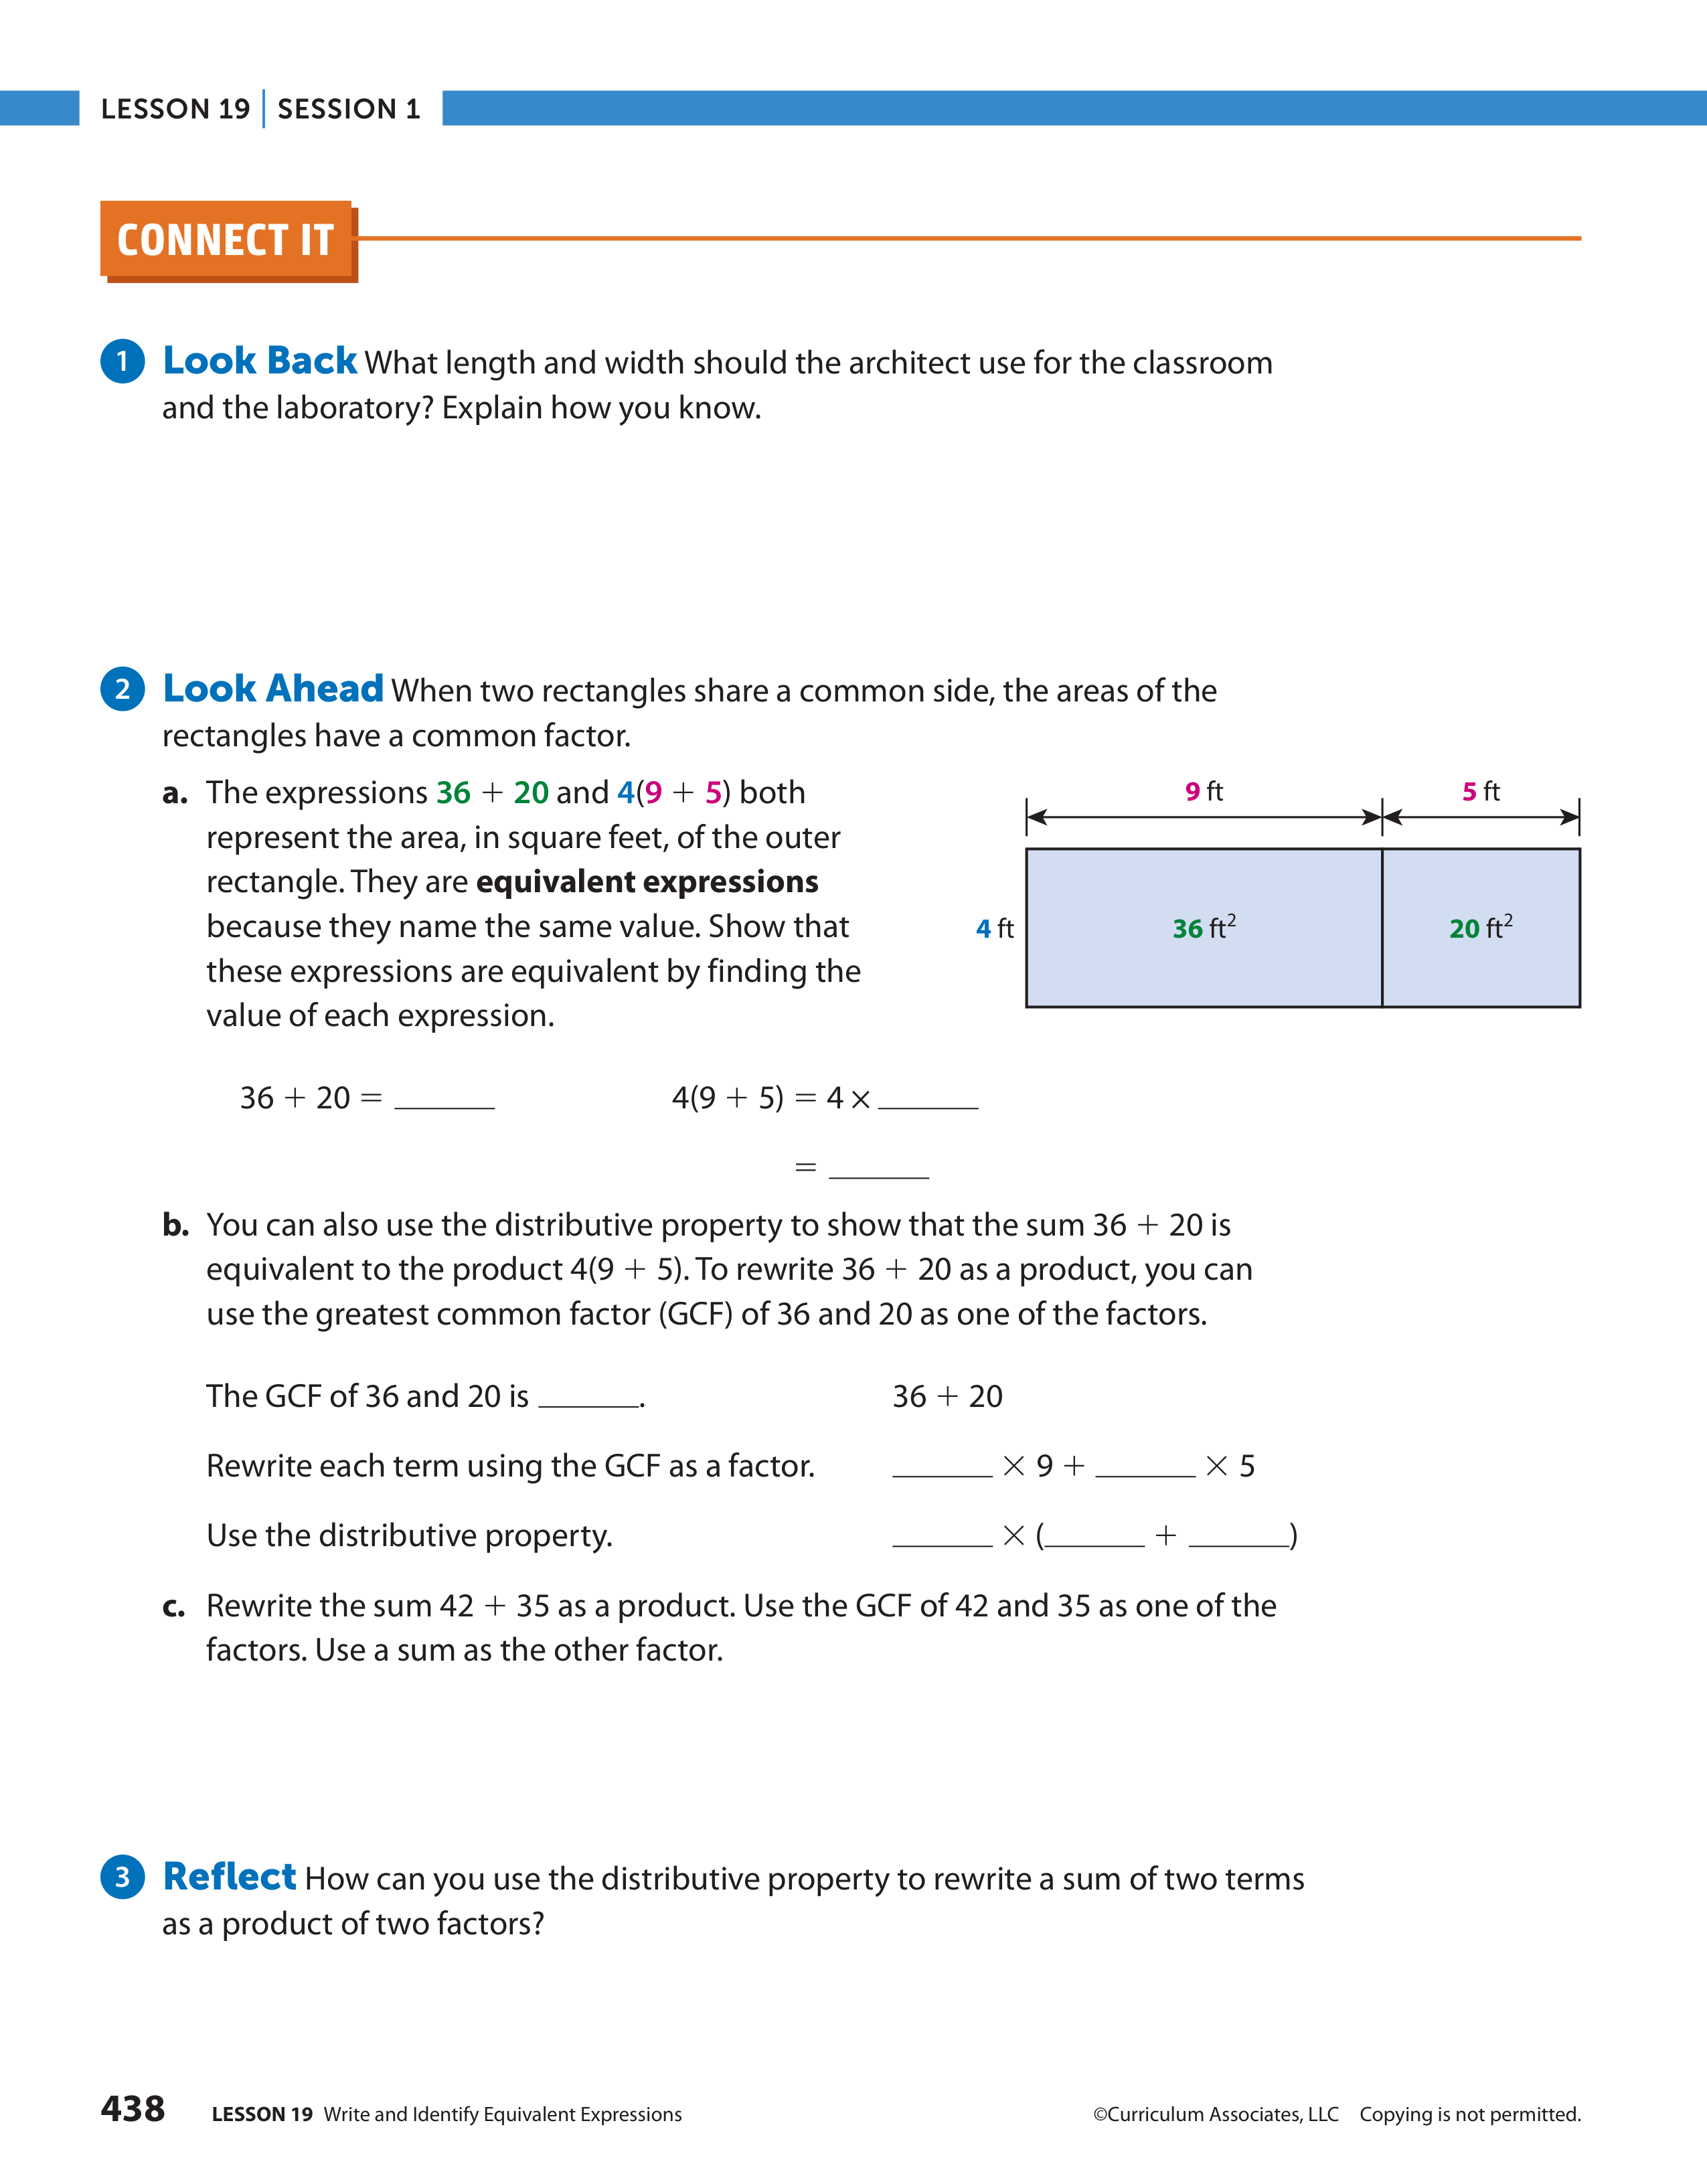 LESSON 19 | SESSION 1
CONNECT IT
1 Look Back What length and width should the architect use for the classroom
and the laboratory? Explain how you know.
2 Look Ahead When two rectangles share a common side, the areas of the
rectangles have a common factor.
a. The expressions 36 + 20 and 4(9 + 5) both
represent the area, in square feet, of the outer
rectangle. They are equivalent expressions
because they name the same value. Show that
these expressions are equivalent by finding the
value of each expression.
9 ft 5 ft
4 ft 36 ft² 20 ft²
36 + 20 = ______ 4(9 + 5) = 4 × ______
= ______
b. You can also use the distributive property to show that the sum 36 + 20 is
equivalent to the product 4(9 + 5). To rewrite 36 + 20 as a product, you can
use the greatest common factor (GCF) of 36 and 20 as one of the factors.
The GCF of 36 and 20 is ______. 36 + 20
Rewrite each term using the GCF as a factor. ______ × 9 + ______ × 5
Use the distributive property. ______ × (______ + ______)
c. Rewrite the sum 42 + 35 as a product. Use the GCF of 42 and 35 as one of the
factors. Use a sum as the other factor.
3 Reflect How can you use the distributive property to rewrite a sum of two terms
as a product of two factors?
438 LESSON 19 Write and Identify Equivalent Expressions ©Curriculum Associates, LLC Copying is not permitted.